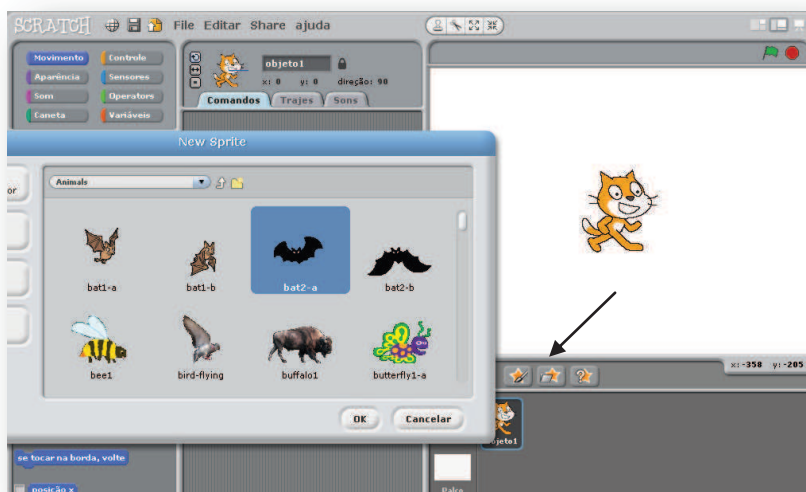 SCRATCH File Editar Share ajuda
Movimento Controle
Aparência Sensores
Som Operators
Caneta Variáveis
objeto1
x: 0 y: 0 direção: 90
Comandos Trajes Sons
New Sprite
or
Animals
bat1-a bat1-b bat2-a bat2-b
bee1 bird-flying buffalo1 butterfly1-a
OK Cancelar
x: -358 y: -205
objeto1
Palco
se tocar na borda, volte
posição x